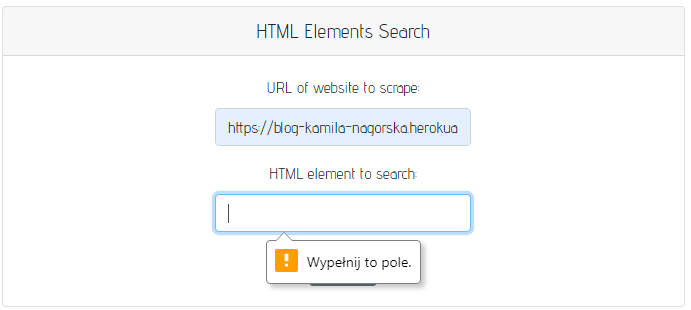 HTML Elements Search
URL of website to scrape:
https://blog-kamila-nagorska.herokua
HTML element to search:
Wypełnij to pole.